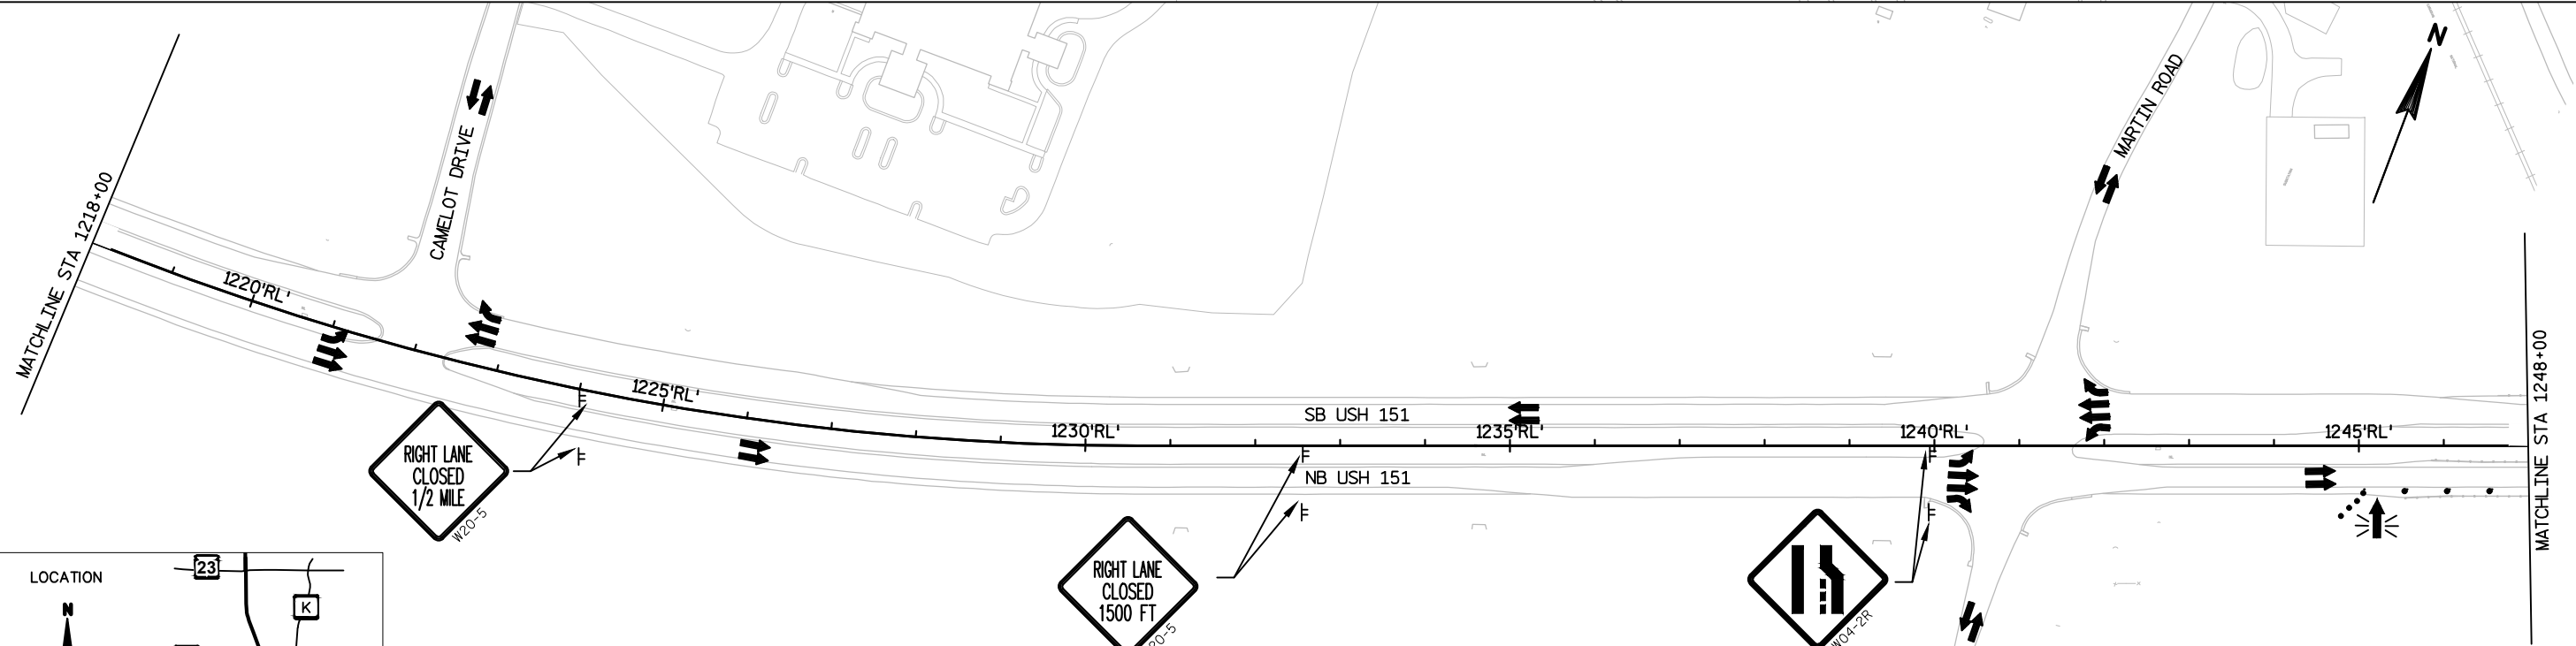 N
MARTIN ROAD
CAMELOT DRIVE
MATCHLINE STA 1218+00
1220'RL'
1225'RL'
1230'RL'
1235'RL'
1240'RL'
1245'RL'
SB USH 151
NB USH 151
MATCHLINE STA 1248+00
RIGHT LANE
CLOSED
1/2 MILE
W20-5
RIGHT LANE
CLOSED
1500 FT
20-5
W04-2R
LOCATION
N
23
K